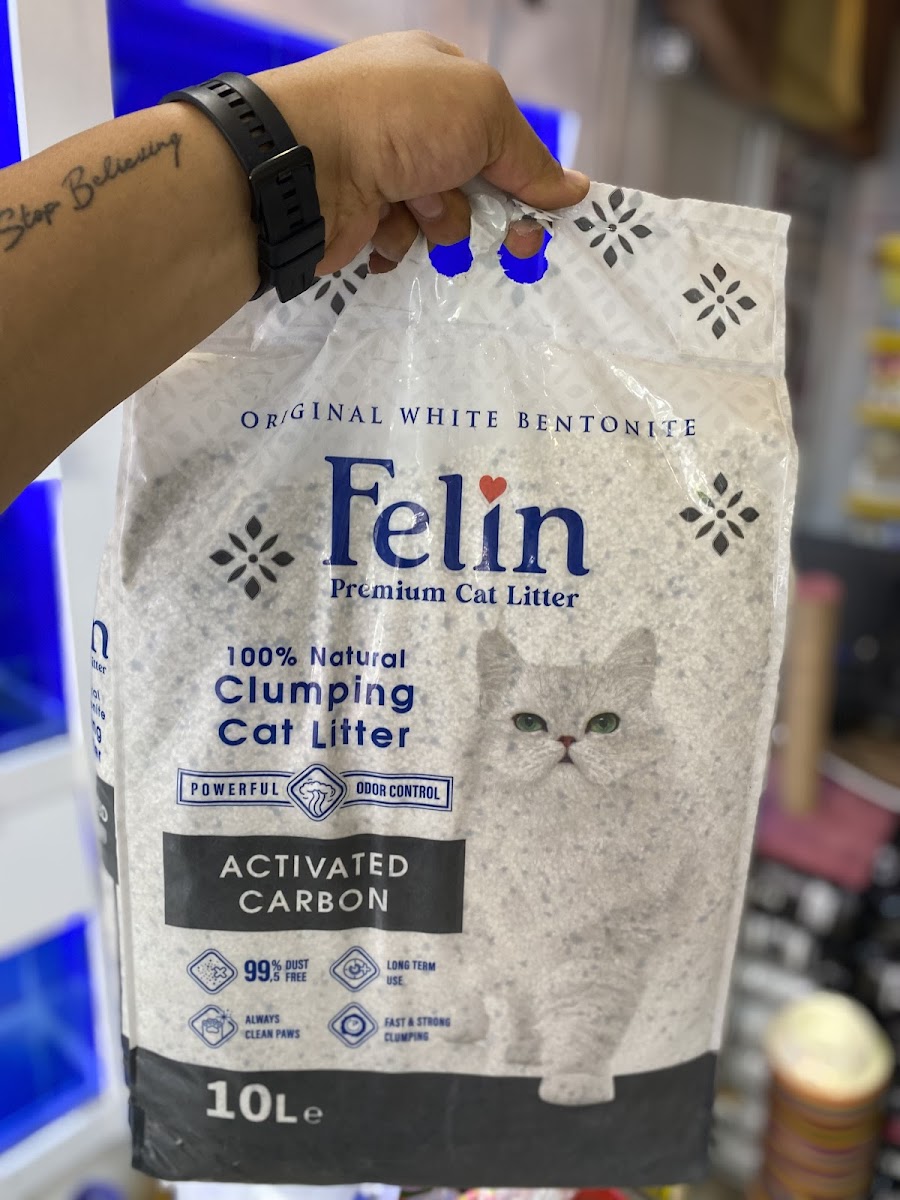 Stop Believing
ORIGINAL WHITE BENTONITE
Felin
Premium Cat Litter
100% Natural
Clumping
Cat Litter
POWERFUL ODOR CONTROL
ACTIVATED
CARBON
99,5% DUST FREE
LONG TERM USE
ALWAYS CLEAN PAWS
FAST & STRONG CLUMPING
10L e